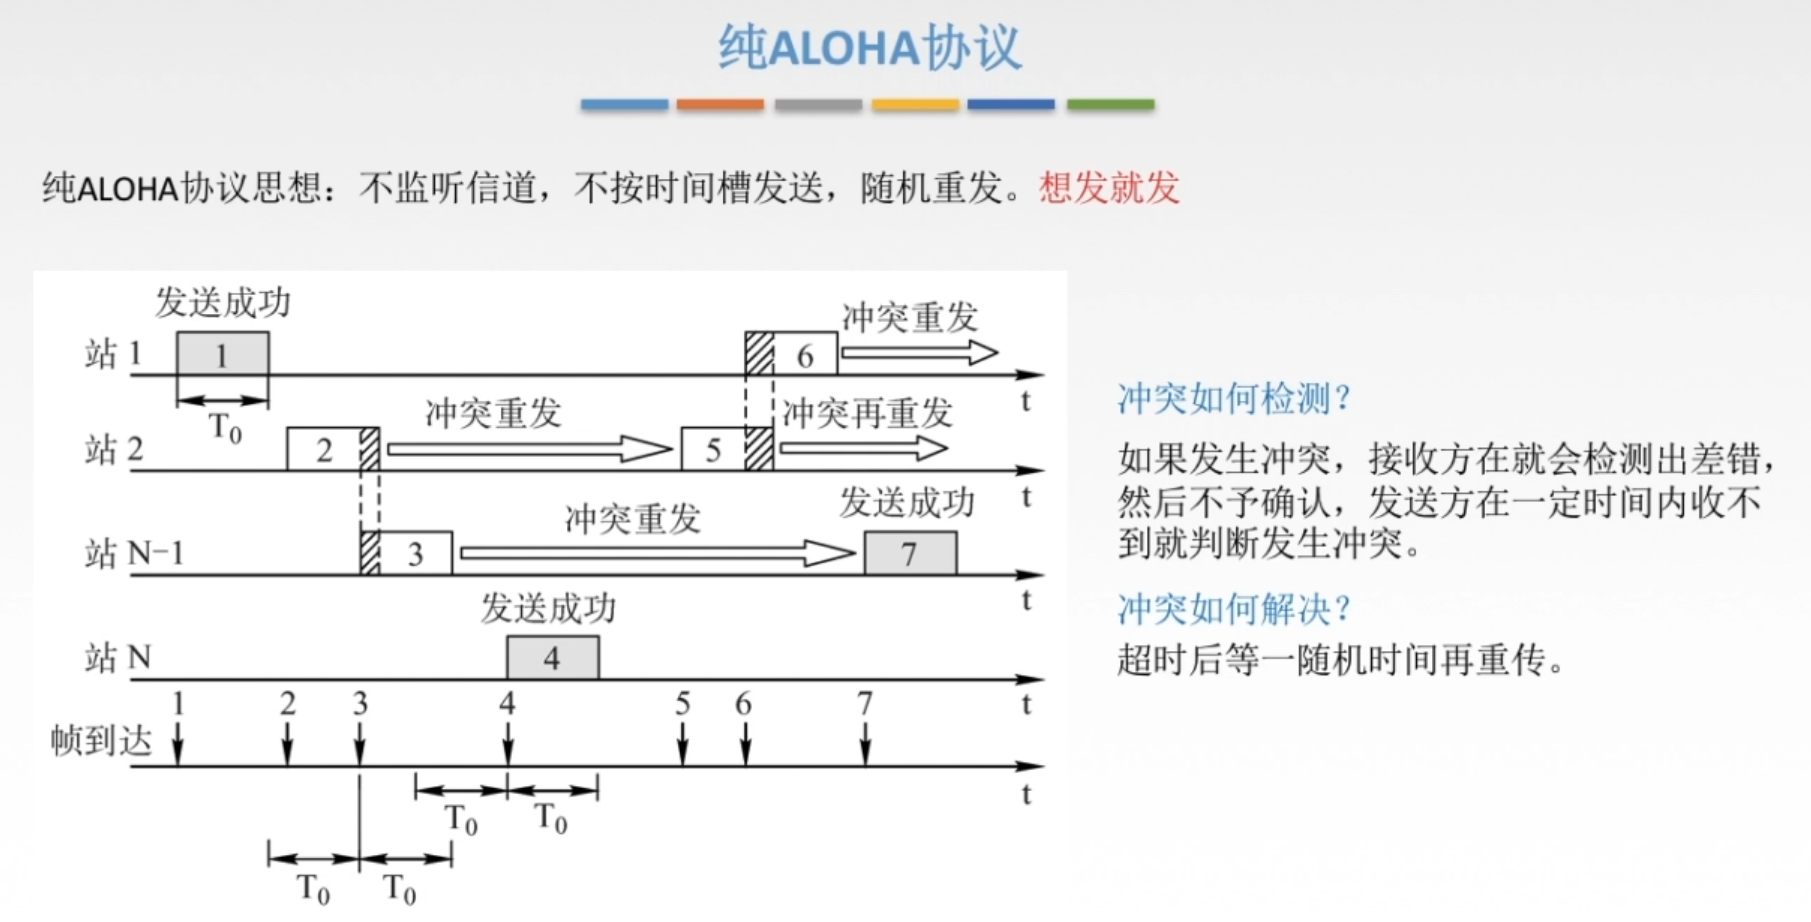 纯ALOHA协议
纯ALOHA协议思想：不监听信道，不按时间槽发送，随机重发。想发就发
发送成功
冲突重发
站 1
1
6
t
T0
冲突重发
冲突再重发
站 2
2
5
t
冲突重发
发送成功
站 N-1
3
7
t
发送成功
站 N
4
t
1 2 3 4 5 6 7
帧到达
t
T0 T0
T0 T0
冲突如何检测？
如果发生冲突，接收方在就会检测出差错，
然后不予确认，发送方在一定时间内收不
到就判断发生冲突。
冲突如何解决？
超时后等一随机时间再重传。